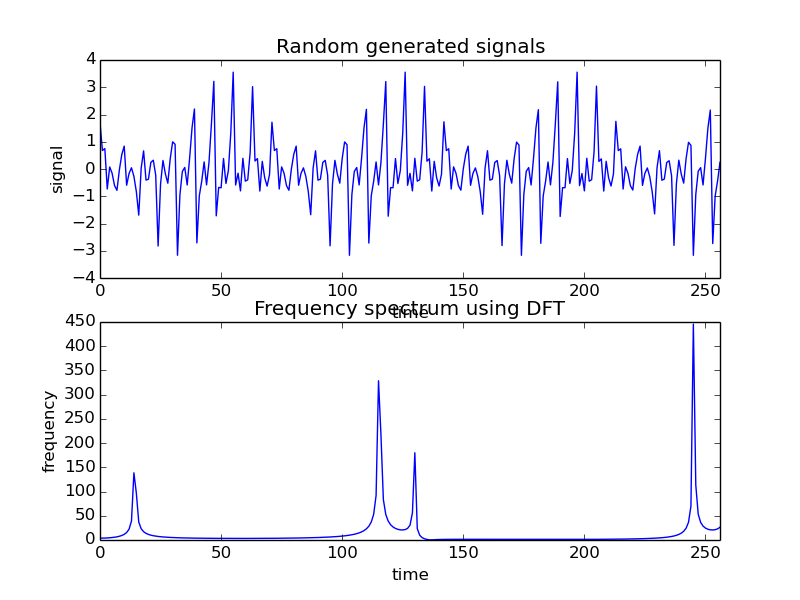 Random generated signals
4
3
2
1
0
−1
−2
−3
−4
signal
0 50 100 150 200 250
time
Frequency spectrum using DFT
450
400
350
300
250
200
150
100
50
0
frequency
0 50 100 150 200 250
time